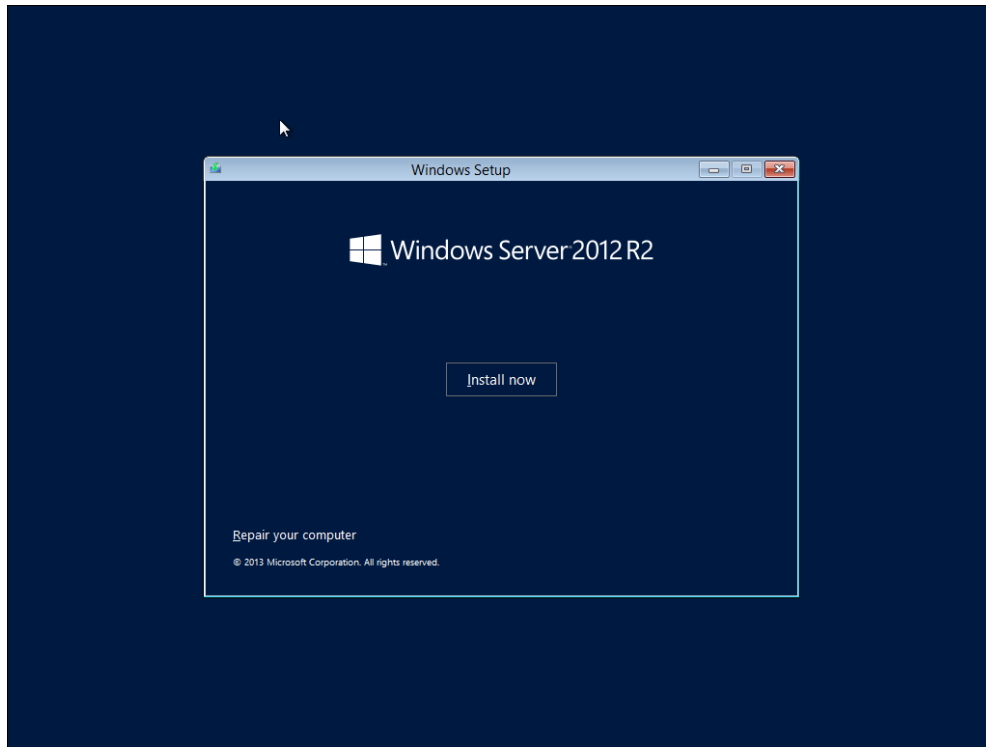 Windows Setup
Windows Server 2012 R2
Install now
Repair your computer
© 2013 Microsoft Corporation. All rights reserved.